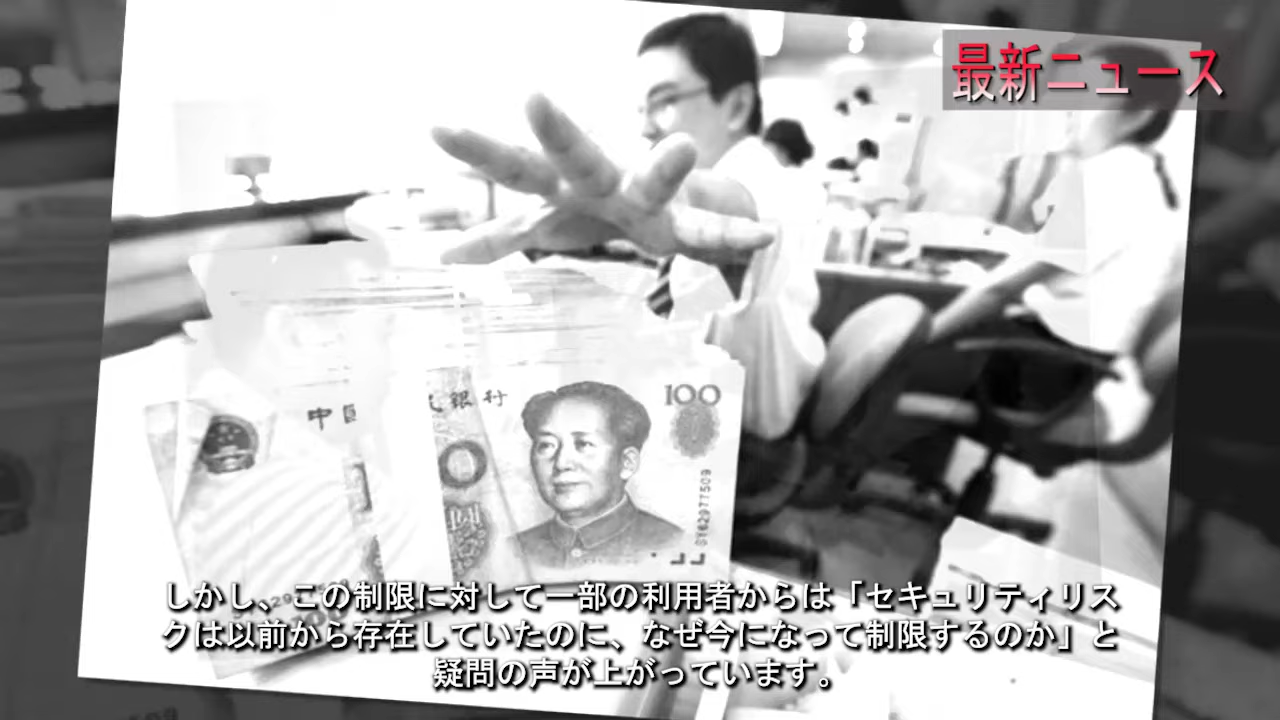 最新ニュース
中国
民銀行
100
0
SY62977509
しかし、この制限に対して一部の利用者からは「セキュリティリス
クは以前から存在していたのに、なぜ今になって制限するのか」と
疑問の声が上がっています。